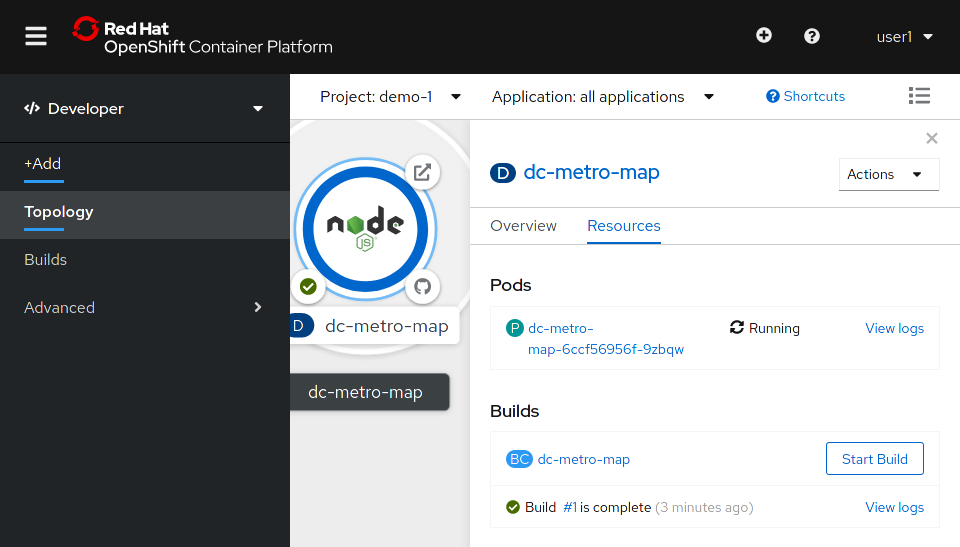 Red Hat
OpenShift Container Platform
user1
Developer
Project: demo-1
Application: all applications
Shortcuts
+Add
Topology
Builds
Advanced
node
JS
D dc-metro-map
dc-metro-map
D dc-metro-map
Actions
Overview
Resources
Pods
P dc-metro-
map-6ccf56956f-9zbqw
Running
View logs
Builds
BC dc-metro-map
Start Build
Build #1 is complete (3 minutes ago)
View logs